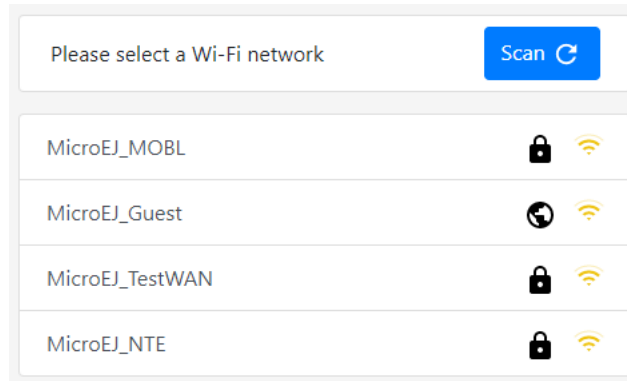 Please select a Wi-Fi network
Scan
MicroEJ_MOBL
MicroEJ_Guest
MicroEJ_TestWAN
MicroEJ_NTE